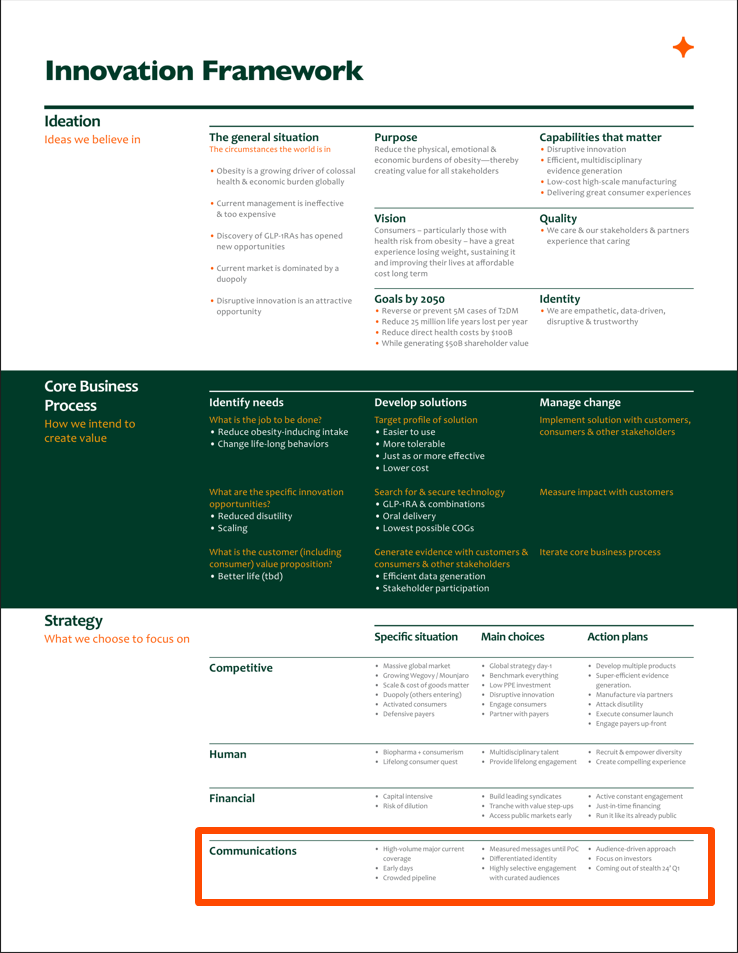 Innovation Framework
Ideation
Ideas we believe in
The general situation
The circumstances the world is in
• Obesity is a growing driver of colossal
health & economic burden globally
• Current management is ineffective
& too expensive
• Discovery of GLP-1RAs has opened
new opportunities
• Current market is dominated by a
duopoly
• Disruptive innovation is an attractive
opportunity
Purpose
Reduce the physical, emotional &
economic burdens of obesity—thereby
creating value for all stakeholders
Vision
Consumers – particularly those with
health risk from obesity – have a great
experience losing weight, sustaining it
and improving their lives at affordable
cost long term
Goals by 2050
• Reverse or prevent 5M cases of T2DM
• Reduce 25 million life years lost per year
• Reduce direct health costs by $100B
• While generating $50B shareholder value
Capabilities that matter
• Disruptive innovation
• Efficient, multidisciplinary
evidence generation
• Low-cost high-scale manufacturing
• Delivering great consumer experiences
Quality
• We care & our stakeholders & partners
experience that caring
Identity
• We are empathetic, data-driven,
disruptive & trustworthy
Core Business
Process
How we intend to
create value
Identify needs
What is the job to be done?
• Reduce obesity-inducing intake
• Change life-long behaviors
What are the specific innovation
opportunities?
• Reduced disutility
• Scaling
What is the customer (including
consumer) value proposition?
• Better life (tbd)
Develop solutions
Target profile of solution
• Easier to use
• More tolerable
• Just as or more effective
• Lower cost
Search for & secure technology
• GLP-1RA & combinations
• Oral delivery
• Lowest possible COGs
Generate evidence with customers &
consumers & other stakeholders
• Efficient data generation
• Stakeholder participation
Manage change
Implement solution with customers,
consumers & other stakeholders
Measure impact with customers
Iterate core business process
Strategy
What we choose to focus on
Specific situation
Main choices
Action plans
Competitive
• Massive global market
• Growing Wegovy / Mounjaro
• Scale & cost of goods matter
• Duopoly (others entering)
• Activated consumers
• Defensive payers
• Global strategy day-1
• Benchmark everything
• Low PPE investment
• Disruptive innovation
• Engage consumers
• Partner with payers
• Develop multiple products
• Super-efficient evidence
generation.
• Manufacture via partners
• Attack disutility
• Execute consumer launch
• Engage payers up-front
Human
• Biopharma + consumerism
• Lifelong consumer quest
• Multidisciplinary talent
• Provide lifelong engagement
• Recruit & empower diversity
• Create compelling experience
Financial
• Capital intensive
• Risk of dilution
• Build leading syndicates
• Tranche with value step-ups
• Access public markets early
• Active constant engagement
• Just-in-time financing
• Run it like its already public
Communications
• High-volume major current
coverage
• Early days
• Crowded pipeline
• Measured messages until PoC
• Differentiated identity
• Highly selective engagement
with curated audiences
• Audience-driven approach
• Focus on investors
• Coming out of stealth 24' Q1